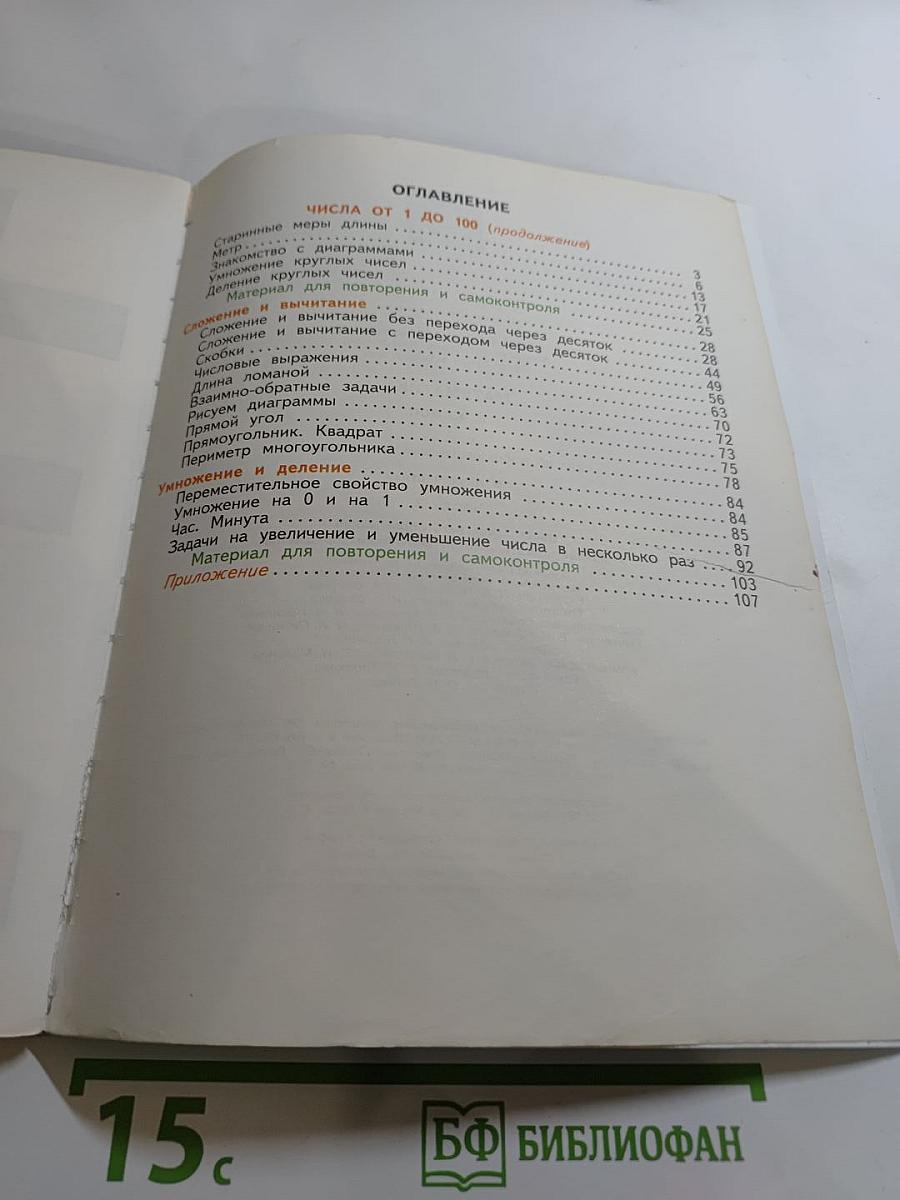 ОГЛАВЛЕНИЕ
ЧИСЛА ОТ 1 ДО 100 (продолжение)
Старинные меры длины ........ 3
Метр ........ 6
Знакомство с диаграммами ........ 13
Умножение круглых чисел ........ 17
Деление круглых чисел ........ 21
Материал для повторения и самоконтроля ........ 25
Сложение и вычитание ........ 28
Сложение и вычитание без перехода через десяток ........ 28
Сложение и вычитание с переходом через десяток ........ 44
Скобки ........ 49
Числовые выражения ........ 56
Длина ломаной ........ 63
Взаимно-обратные задачи ........ 70
Рисуем диаграммы ........ 72
Прямой угол ........ 73
Прямоугольник. Квадрат ........ 75
Периметр многоугольника ........ 78
Умножение и деление ........ 84
Переместительное свойство умножения ........ 84
Умножение на 0 и на 1 ........ 85
Час. Минута ........ 87
Задачи на увеличение и уменьшение числа в несколько раз .... 92
Материал для повторения и самоконтроля ........ 103
Приложение ........ 107
15 с
БФ БИБЛИОФАН